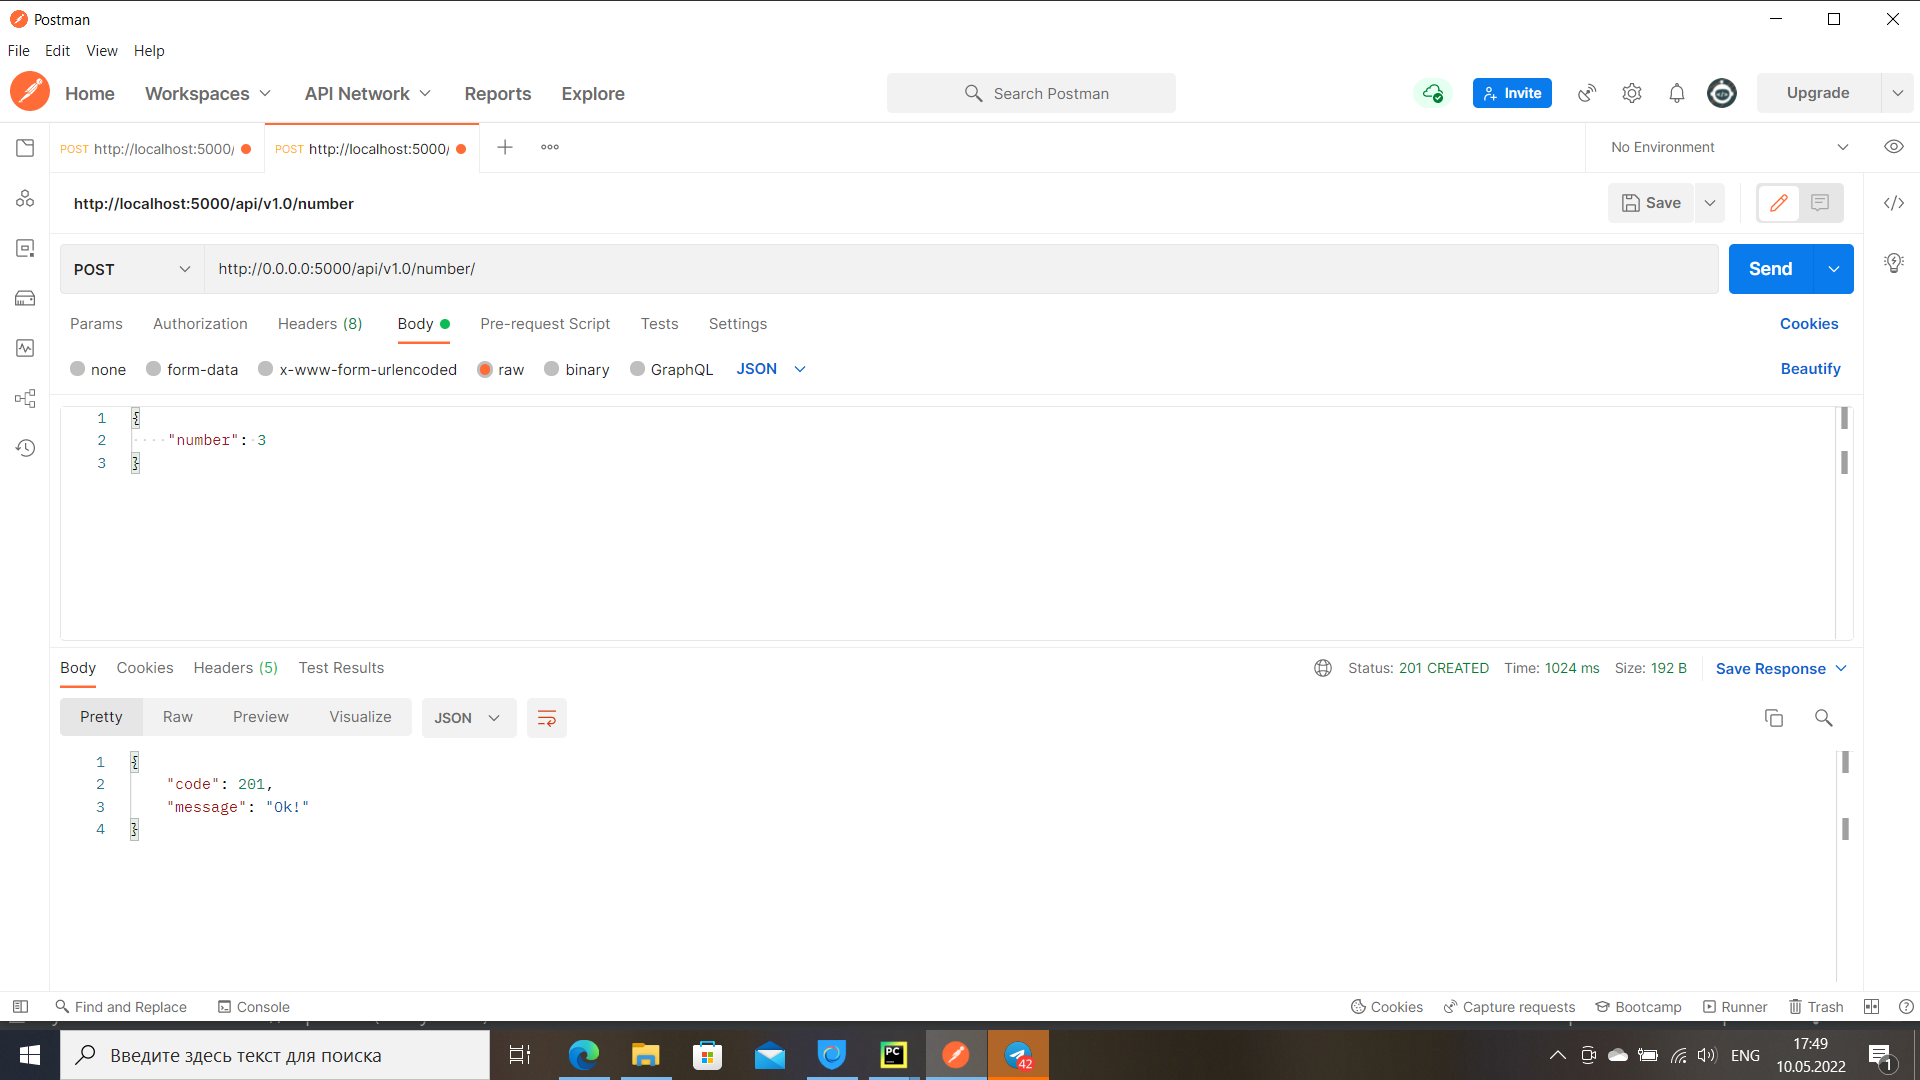 Postman
File Edit View Help
Home Workspaces API Network Reports Explore Search Postman Invite Upgrade
POST http://localhost:5000/ POST http://localhost:5000/ No Environment
http://localhost:5000/api/v1.0/number Save
POST http://0.0.0.0:5000/api/v1.0/number/ Send
Params Authorization Headers (8) Body Pre-request Script Tests Settings Cookies
none form-data x-www-form-urlencoded raw binary GraphQL JSON Beautify
1 {
2 "number": 3
3 }
Body Cookies Headers (5) Test Results Status: 201 CREATED Time: 1024 ms Size: 192 B Save Response
Pretty Raw Preview Visualize JSON
1 {
2 "code": 201,
3 "message": "Ok!"
4 }
Find and Replace Console Cookies Capture requests Bootcamp Runner Trash
Введите здесь текст для поиска PC 42 ENG 17:49
10.05.2022 1